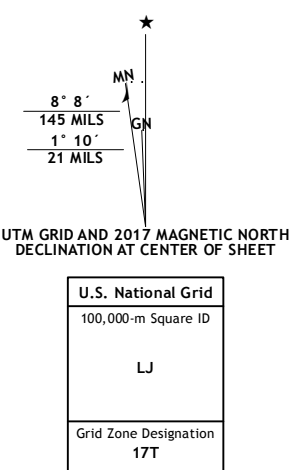 ★
MN
8° 8´
145 MILS
GN
1° 10´
21 MILS
UTM GRID AND 2017 MAGNETIC NORTH
DECLINATION AT CENTER OF SHEET
U.S. National Grid
100,000-m Square ID
LJ
Grid Zone Designation
17T